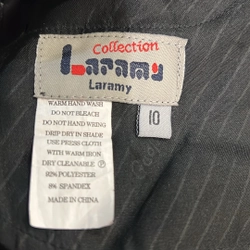 Collection
Laramy
Laramy
10
WARM HAND WASH
DO NOT BLEACH
DO NOT HAND WRING
DRIP DRY IN SHADE
USE PRESS CLOTH
WITH WARM IRON
DRY CLEANABLE Ⓟ
92% POLYESTER
8% SPANDEX
MADE IN CHINA